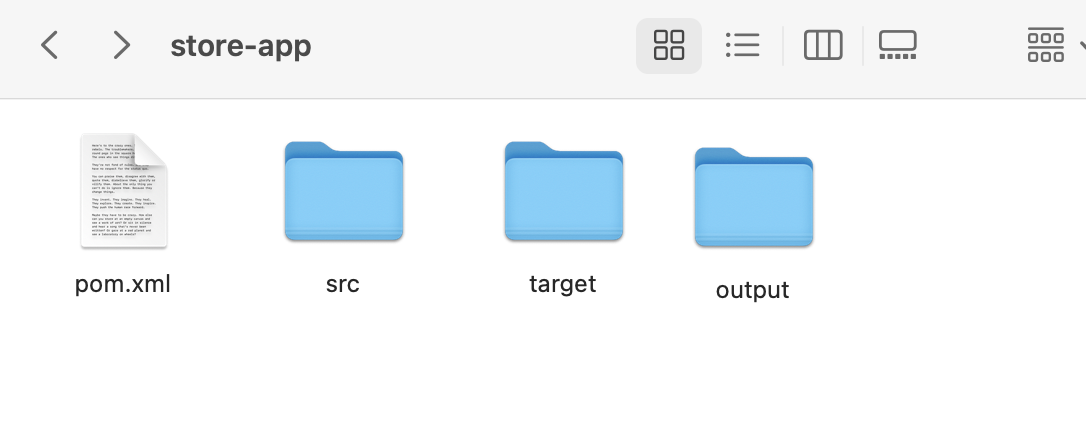 store-app
pom.xml
src
target
output